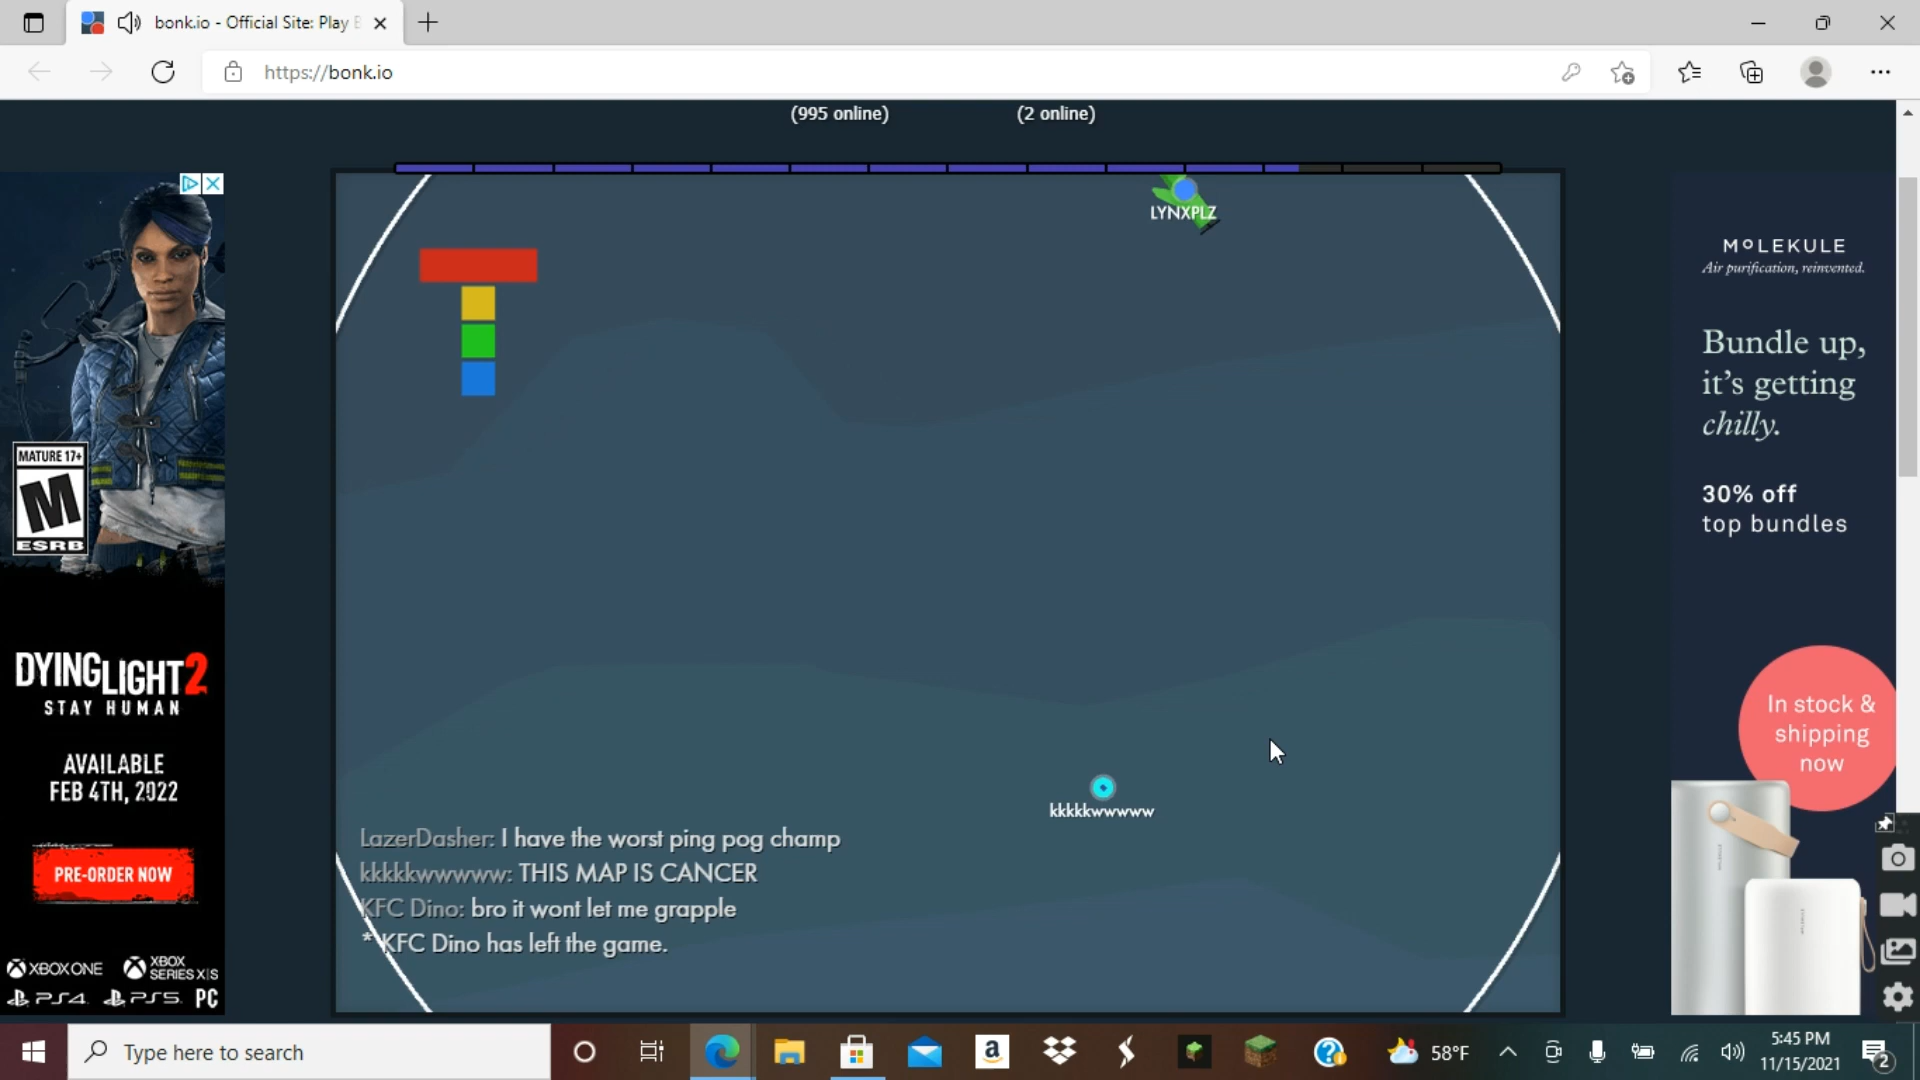 bonk.io - Official Site: Play B
https://bonk.io
(995 online)
(2 online)
LYNXPLZ
kkkkkwwwww
LazerDasher: I have the worst ping pog champ
kkkkkwwwww: THIS MAP IS CANCER
KFC Dino: bro it wont let me grapple
* KFC Dino has left the game.
MATURE 17+
M
ESRB
DYING LIGHT 2
STAY HUMAN
AVAILABLE
FEB 4TH, 2022
PRE-ORDER NOW
XBOX ONE
XBOX
SERIES X|S
PS4
PS5
PC
MOLEKULE
Air purification, reinvented.
Bundle up,
it's getting
chilly.
30% off
top bundles
In stock &
shipping
now
Type here to search
a
58°F
5:45 PM
11/15/2021
2